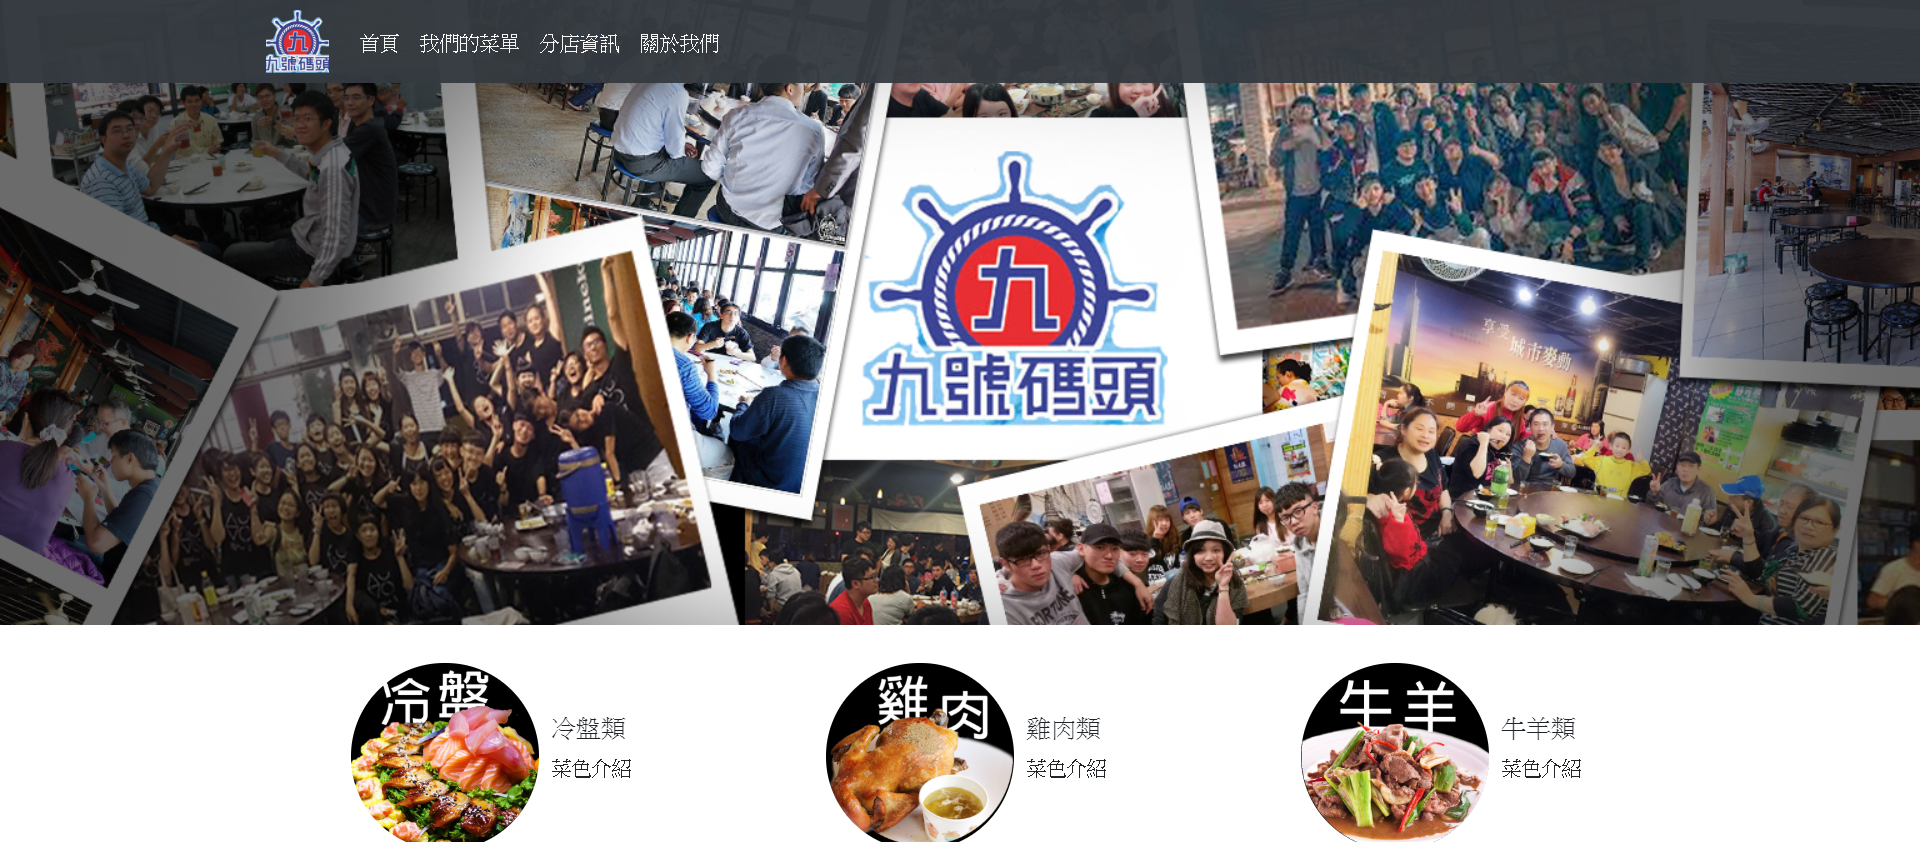 九
九號碼頭
首頁 我們的菜單 分店資訊 關於我們
九
九號碼頭
享受
城市麥動
冷盤
冷盤類
菜色介紹
雞肉
雞肉類
菜色介紹
牛羊
牛羊類
菜色介紹